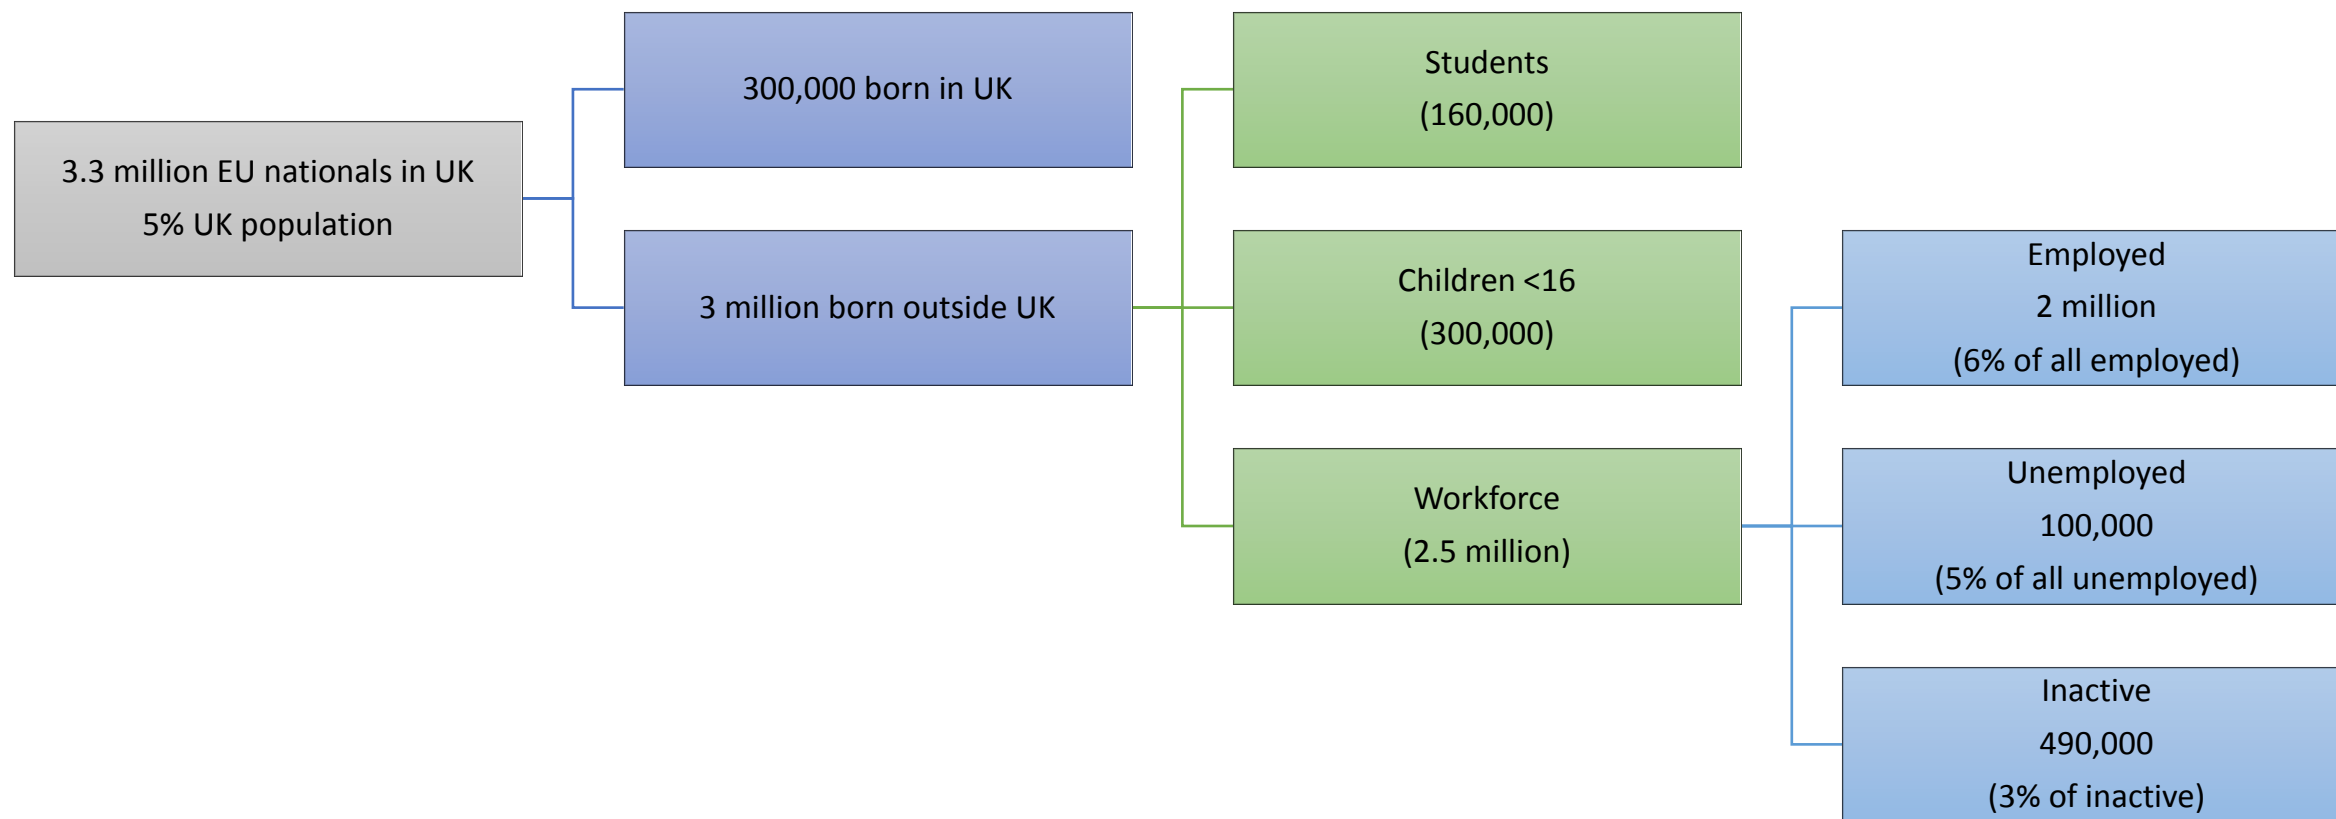 3.3 million EU nationals in UK
5% UK population
300,000 born in UK
3 million born outside UK
Students
(160,000)
Children <16
(300,000)
Workforce
(2.5 million)
Employed
2 million
(6% of all employed)
Unemployed
100,000
(5% of all unemployed)
Inactive
490,000
(3% of inactive)